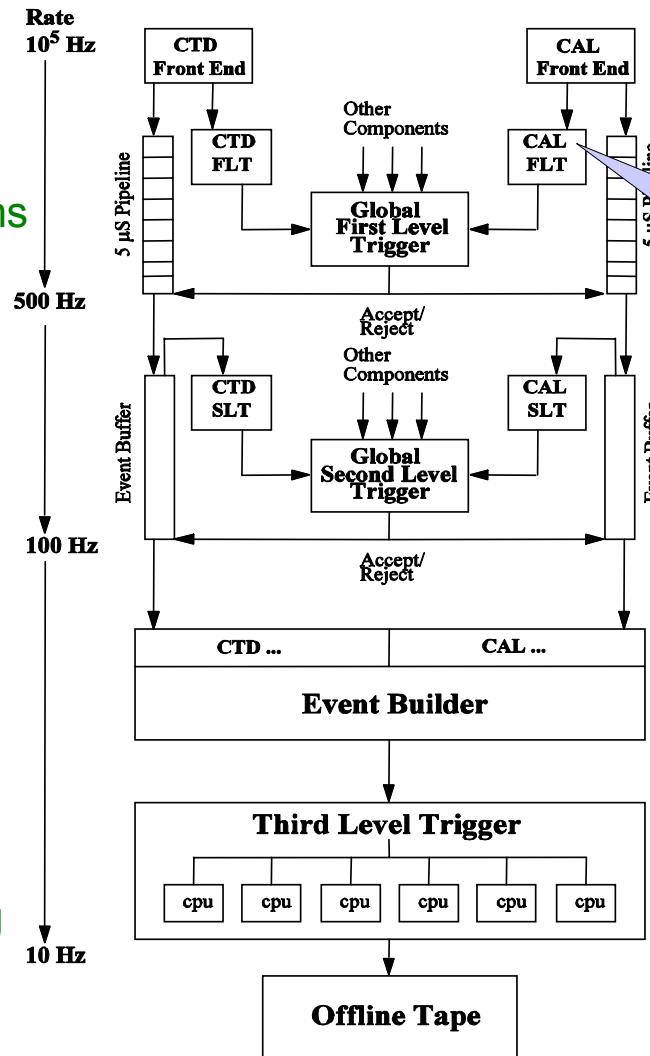 Rate
10⁵ Hz
CTD
Front End
CAL
Front End
Other
Components
CTD
FLT
CAL
FLT
5 µS Pipeline
Global
First Level
Trigger
500 Hz
Accept/
Reject
Other
Components
CTD
SLT
CAL
SLT
Event Buffer
Global
Second Level
Trigger
100 Hz
Accept/
Reject
CTD ...
CAL ...
Event Builder
Third Level Trigger
cpu
cpu
cpu
cpu
cpu
cpu
10 Hz
Offline Tape